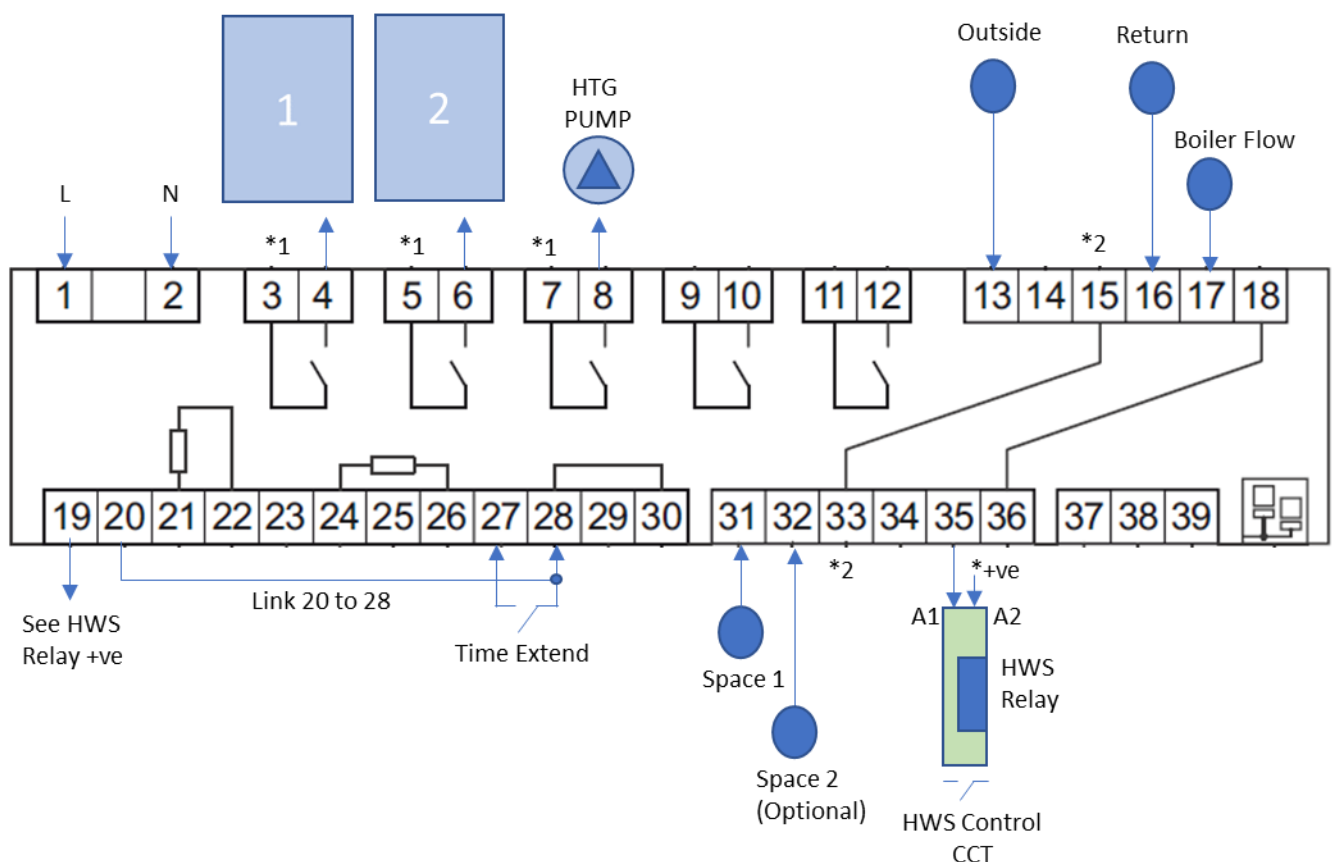 Outside
Return
1
2
HTG
PUMP
Boiler Flow
L
N
*1
*1
*1
*2
1 2 3 4 5 6 7 8 9 10 11 12 13 14 15 16 17 18
19 20 21 22 23 24 25 26 27 28 29 30 31 32 33 34 35 36 37 38 39
*2
*+ve
Link 20 to 28
See HWS
Relay +ve
Time Extend
A1
A2
Space 1
HWS
Relay
Space 2
(Optional)
HWS Control
CCT